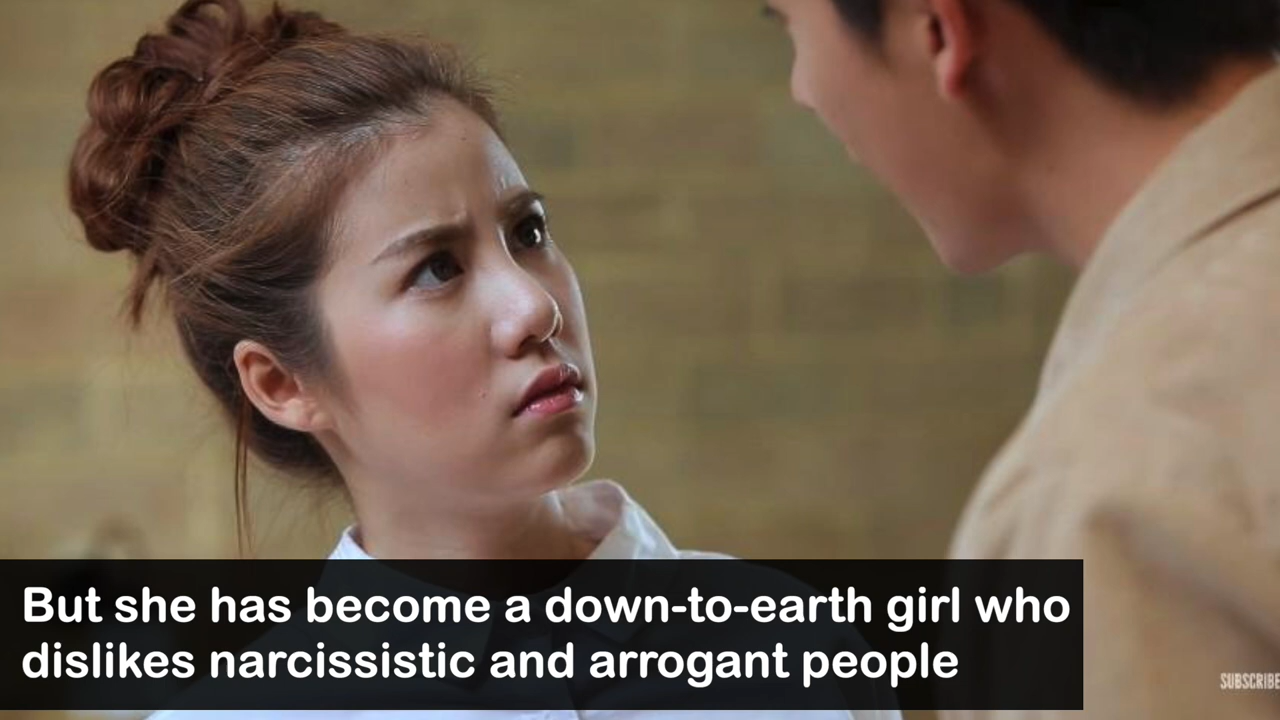 But she has become a down-to-earth girl who
dislikes narcissistic and arrogant people
SUBSCRIBE